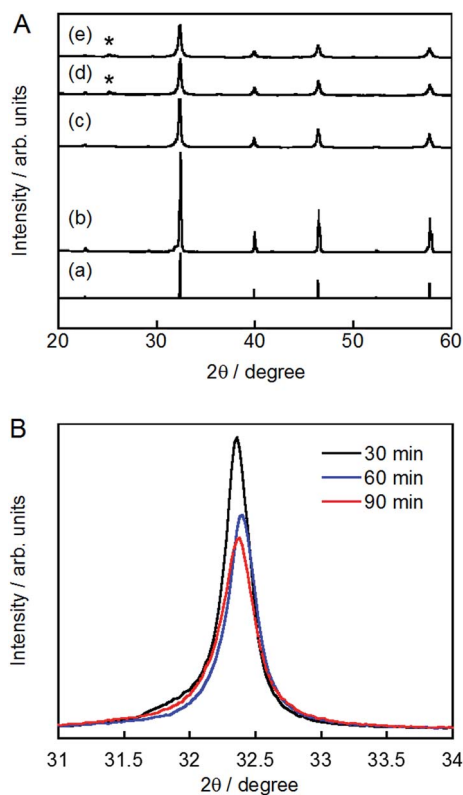 A
(e)
*
(d)
*
(c)
(b)
(a)
Intensity / arb. units
20 30 40 50 60
2θ / degree
B
30 min
60 min
90 min
Intensity / arb. units
31 31.5 32 32.5 33 33.5 34
2θ / degree